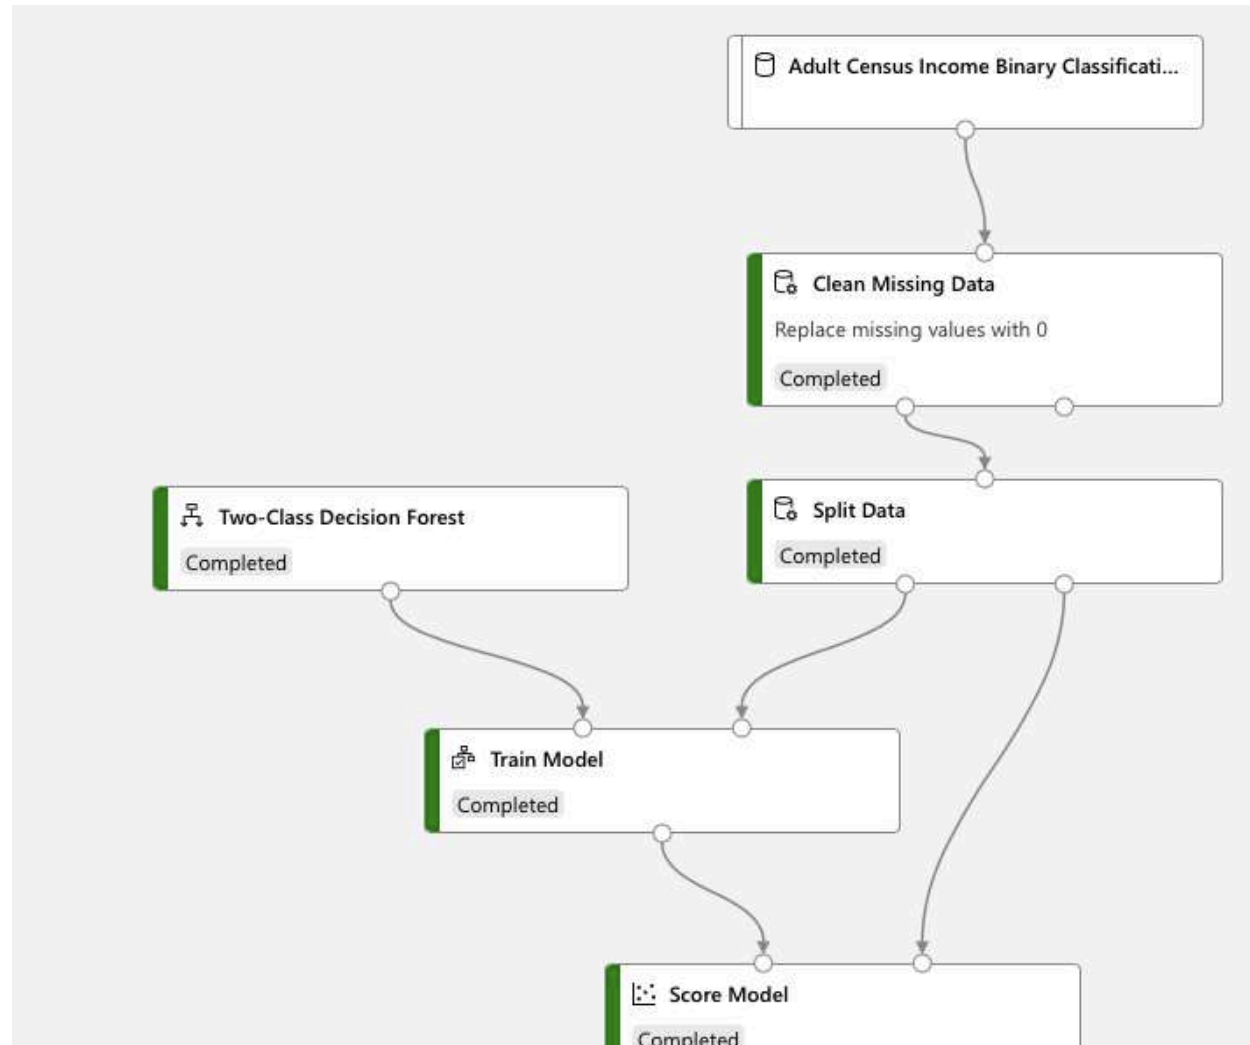 Adult Census Income Binary Classificati...
Clean Missing Data
Replace missing values with 0
Completed
Two-Class Decision Forest
Completed
Split Data
Completed
Train Model
Completed
Score Model
Completed